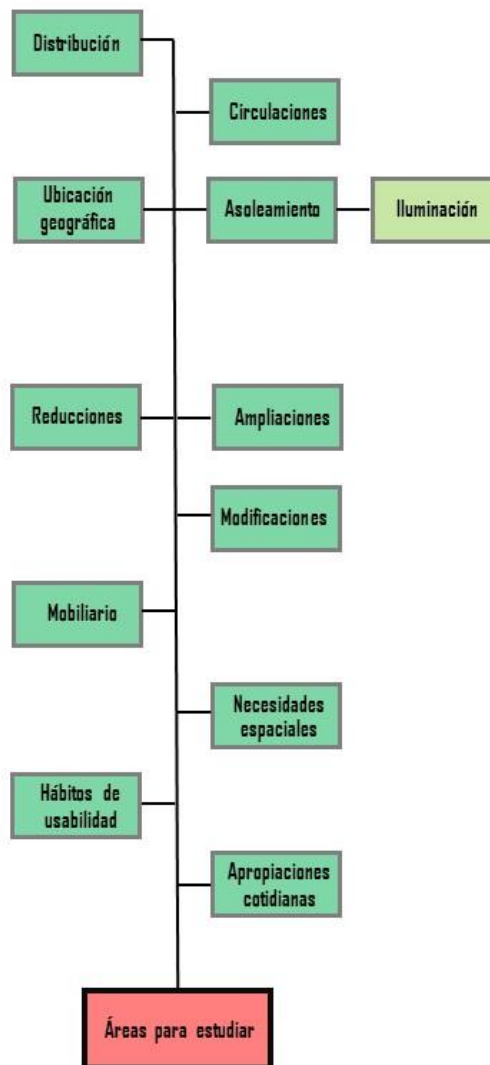 Distribución
Circulaciones
Ubicación
geográfica
Asoleamiento
Iluminación
Reducciones
Ampliaciones
Modificaciones
Mobiliario
Necesidades
espaciales
Hábitos de
usabilidad
Apropiaciones
cotidianas
Áreas para estudiar